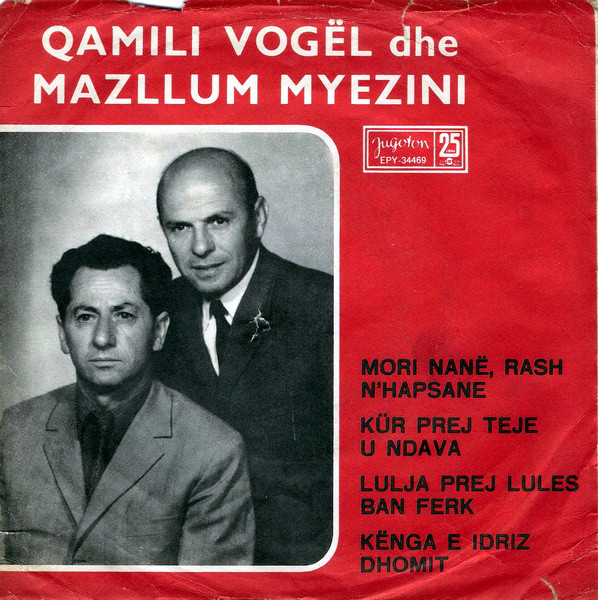 QAMILI VOGËL dhe
MAZLLUM MYEZINI
Jugoton
EPY-34469
25
MORI NANË, RASH
N'HAPSANE
KÜR PREJ TEJE
U NDAVA
LULJA PREJ LULES
BAN FERK
KËNGA E IDRIZ
DHOMIT